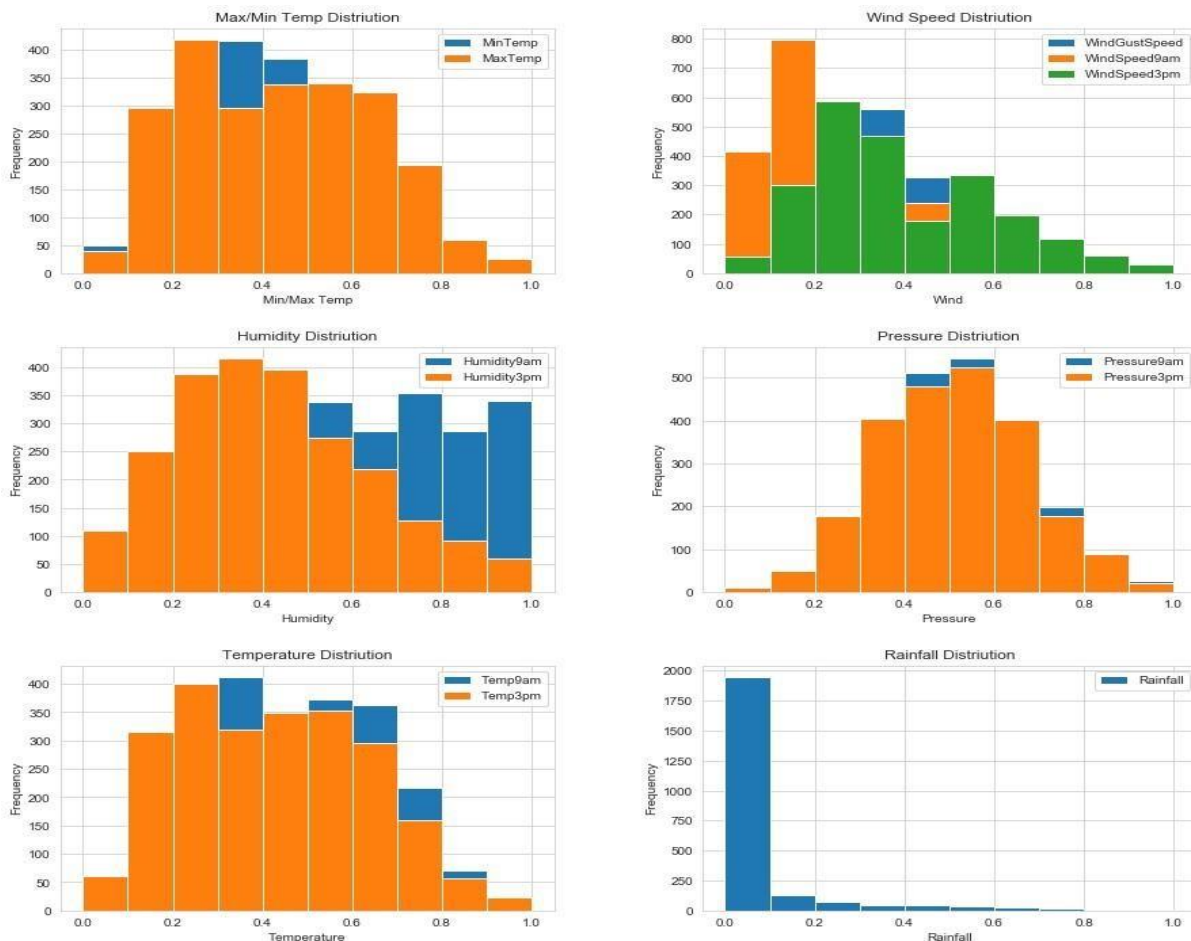 Max/Min Temp Distriution
MinTemp
MaxTemp
Frequency
400
350
300
250
200
150
100
50
0
0.0 0.2 0.4 0.6 0.8 1.0
Min/Max Temp
Wind Speed Distriution
WindGustSpeed
WindSpeed9am
WindSpeed3pm
Frequency
800
700
600
500
400
300
200
100
0
0.0 0.2 0.4 0.6 0.8 1.0
Wind
Humidity Distriution
Humidity9am
Humidity3pm
Frequency
400
350
300
250
200
150
100
50
0
0.0 0.2 0.4 0.6 0.8 1.0
Humidity
Pressure Distriution
Pressure9am
Pressure3pm
Frequency
500
400
300
200
100
0
0.0 0.2 0.4 0.6 0.8 1.0
Pressure
Temperature Distriution
Temp9am
Temp3pm
Frequency
400
350
300
250
200
150
100
50
0
0.0 0.2 0.4 0.6 0.8 1.0
Temperature
Rainfall Distriution
Rainfall
Frequency
2000
1750
1500
1250
1000
750
500
250
0
0.0 0.2 0.4 0.6 0.8 1.0
Rainfall